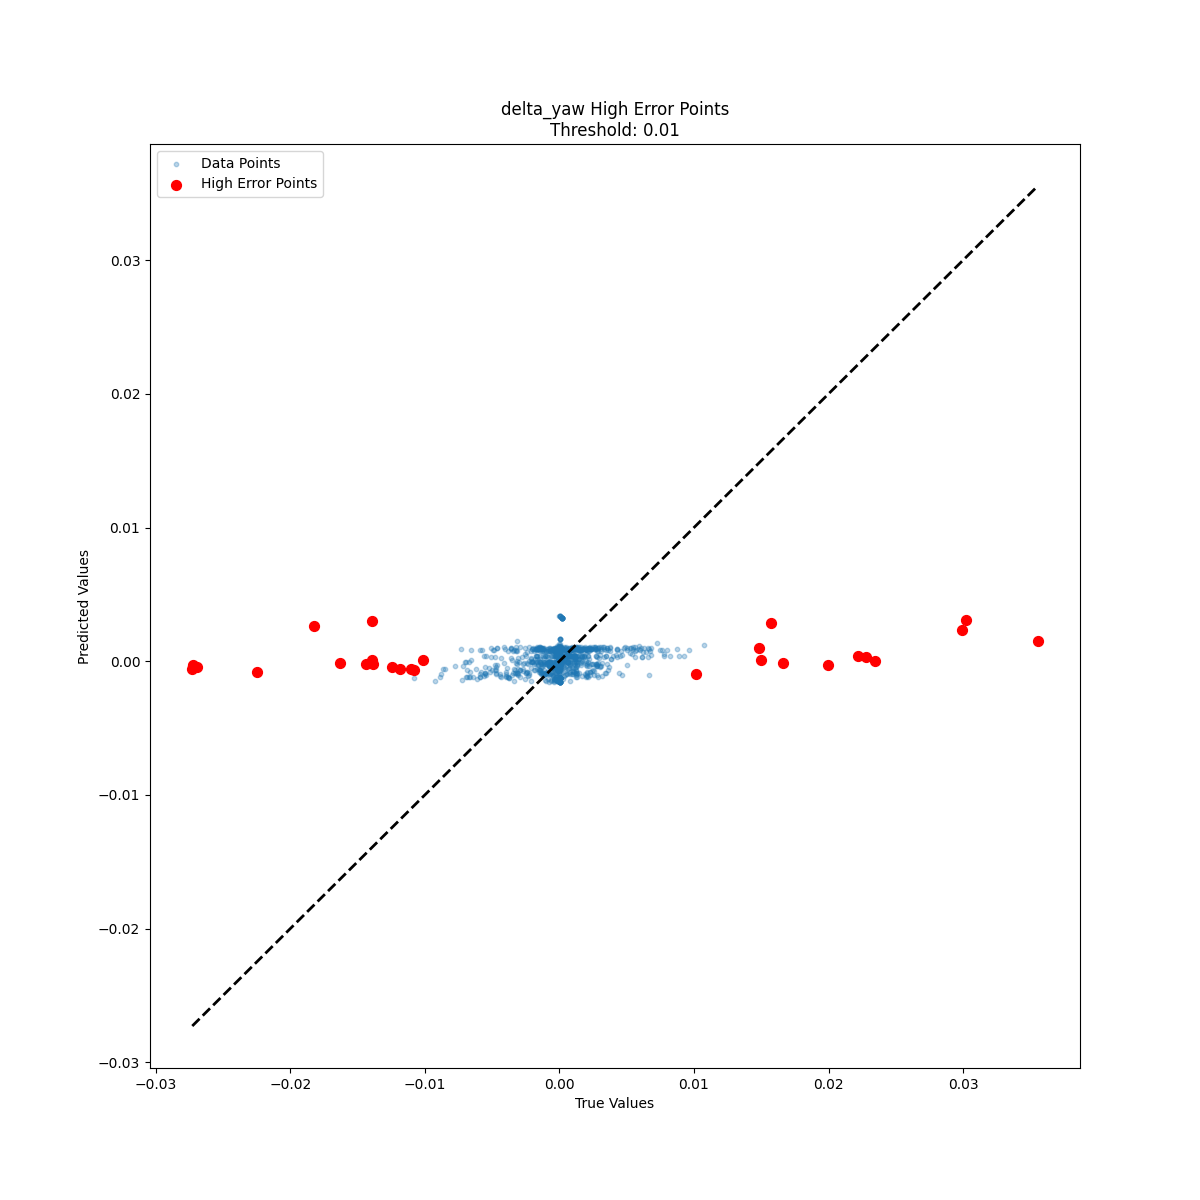 delta_yaw High Error Points
Threshold: 0.01
Data Points
High Error Points
0.03
0.02
0.01
0.00
−0.01
−0.02
−0.03
Predicted Values
−0.03
−0.02
−0.01
0.00
0.01
0.02
0.03
True Values